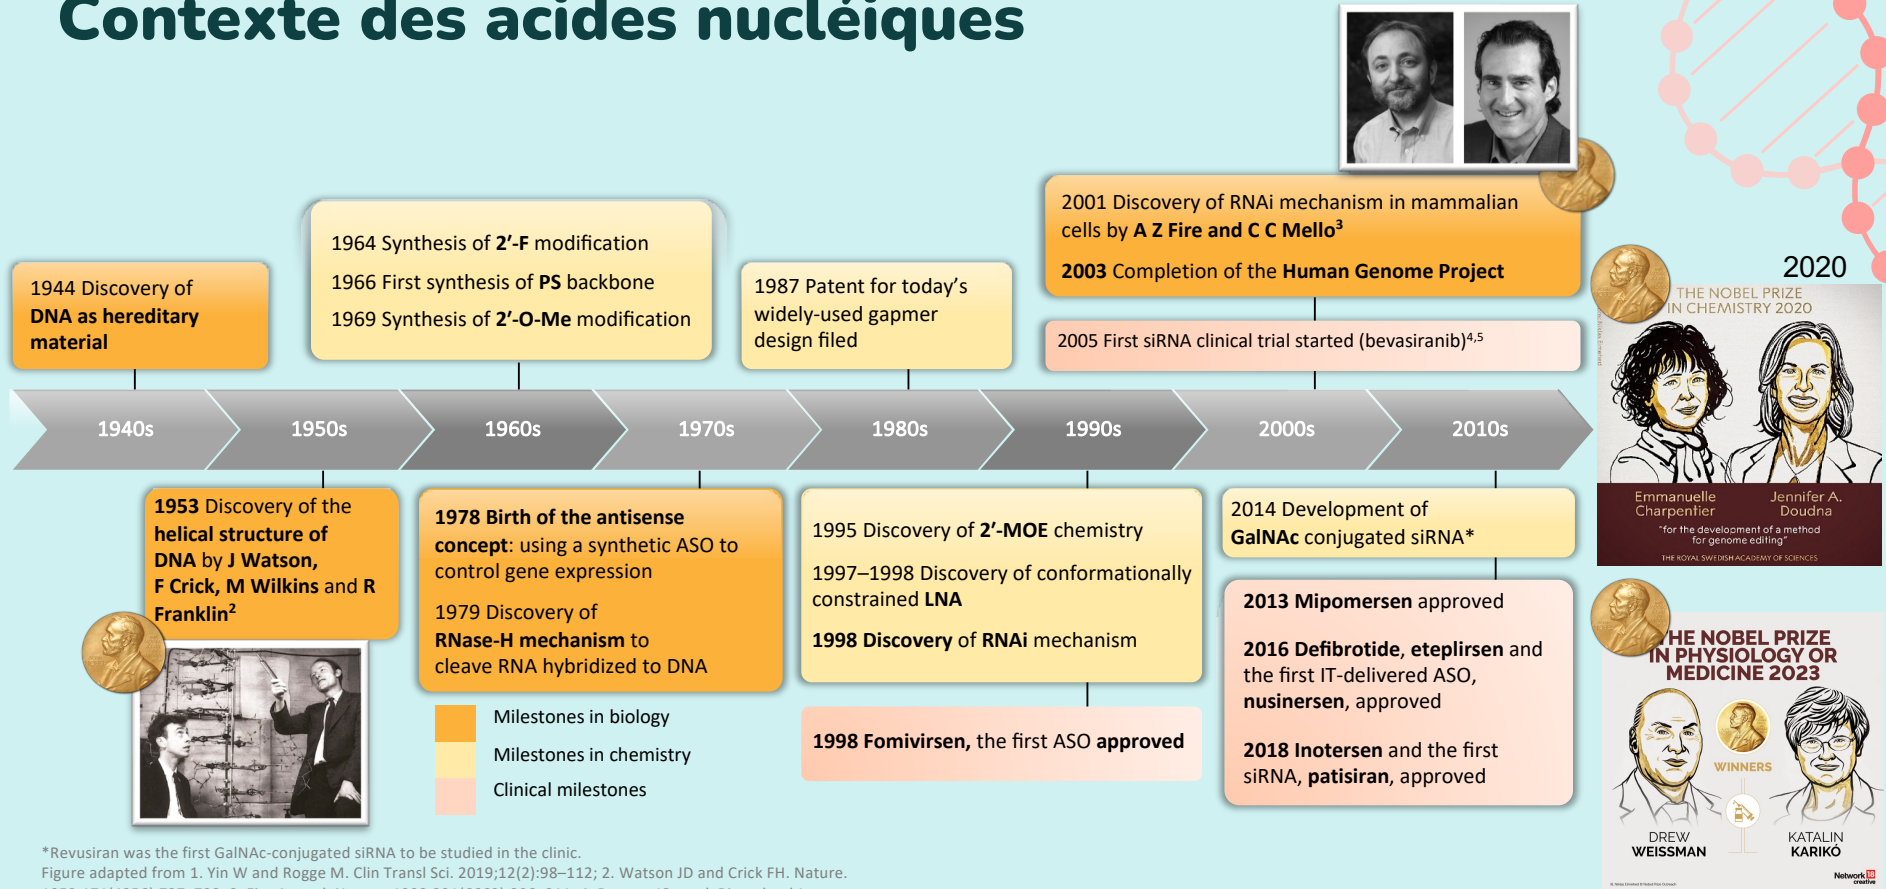 Contexte des acides nucléiques
1944 Discovery of
DNA as hereditary
material
1964 Synthesis of 2′-F modification
1966 First synthesis of PS backbone
1969 Synthesis of 2′-O-Me modification
1987 Patent for today’s
widely-used gapmer
design filed
2001 Discovery of RNAi mechanism in mammalian
cells by A Z Fire and C C Mello³
2003 Completion of the Human Genome Project
2005 First siRNA clinical trial started (bevasiranib)⁴,⁵
1940s
1950s
1960s
1970s
1980s
1990s
2000s
2010s
1953 Discovery of the
helical structure of
DNA by J Watson,
F Crick, M Wilkins and R
Franklin²
1978 Birth of the antisense
concept: using a synthetic ASO to
control gene expression
1979 Discovery of
RNase-H mechanism to
cleave RNA hybridized to DNA
1995 Discovery of 2′-MOE chemistry
1997–1998 Discovery of conformationally
constrained LNA
1998 Discovery of RNAi mechanism
1998 Fomivirsen, the first ASO approved
2014 Development of
GalNAc conjugated siRNA*
2013 Mipomersen approved
2016 Defibrotide, eteplirsen and
the first IT-delivered ASO,
nusinersen, approved
2018 Inotersen and the first
siRNA, patisiran, approved
Milestones in biology
Milestones in chemistry
Clinical milestones
2020
THE NOBEL PRIZE
IN CHEMISTRY 2020
Emmanuelle
Charpentier
Jennifer A.
Doudna
“for the development of a method
for genome editing”
THE ROYAL SWEDISH ACADEMY OF SCIENCES
THE NOBEL PRIZE
IN PHYSIOLOGY OR
MEDICINE 2023
WINNERS
DREW
WEISSMAN
KATALIN
KARIKÓ
Network18
creative
*Revusiran was the first GalNAc-conjugated siRNA to be studied in the clinic.
Figure adapted from 1. Yin W and Rogge M. Clin Transl Sci. 2019;12(2):98–112; 2. Watson JD and Crick FH. Nature.